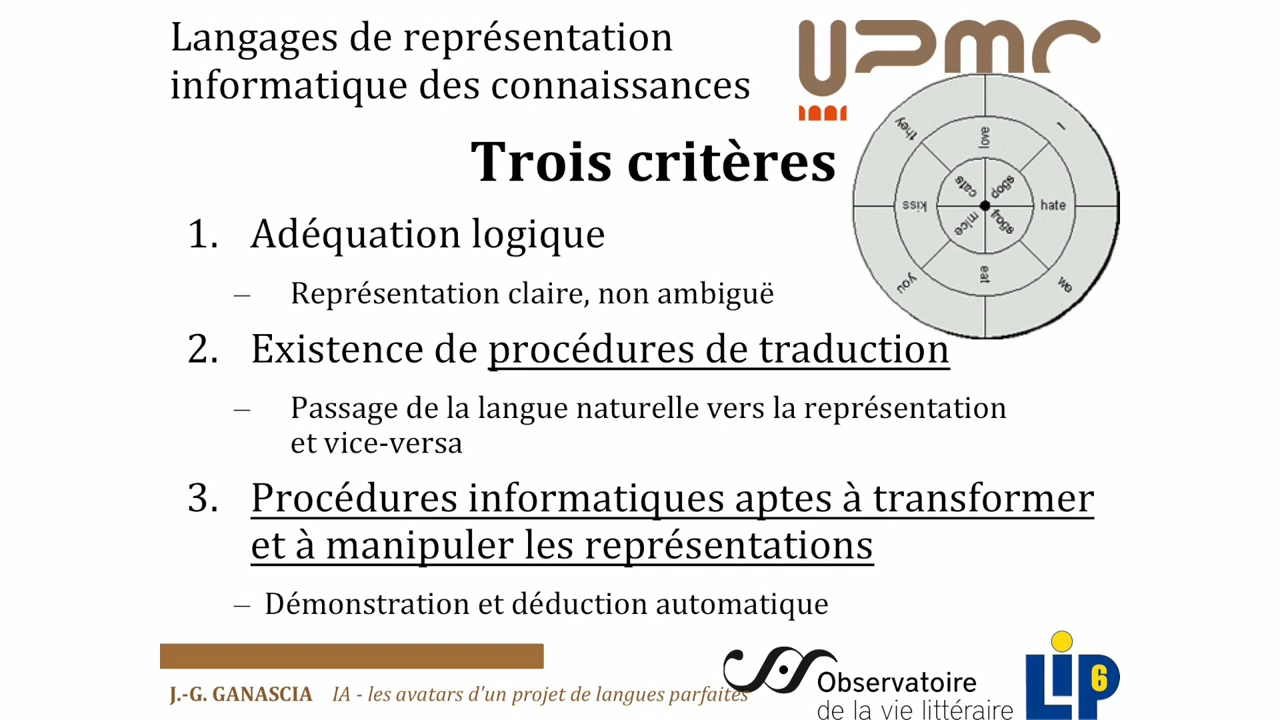 Langages de représentation
informatique des connaissances
UPMC
Trois critères
they
I
love
cats
dogs
kiss
hate
mice
frogs
you
eat
we
1. Adéquation logique
– Représentation claire, non ambiguë
2. Existence de procédures de traduction
– Passage de la langue naturelle vers la représentation
et vice-versa
3. Procédures informatiques aptes à transformer
et à manipuler les représentations
– Démonstration et déduction automatique
J.-G. GANASCIA IA - les avatars d'un projet de langues parfaites
Observatoire
de la vie littéraire
LIP6